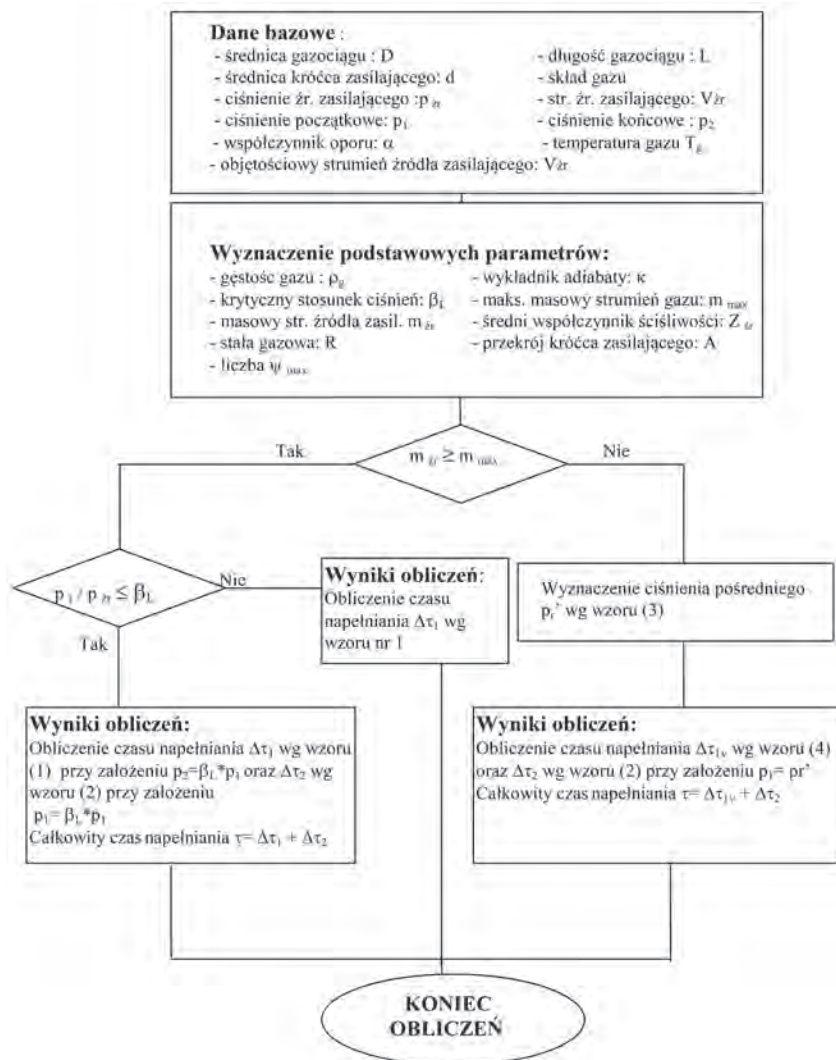 Dane bazowe :
- średnica gazociągu : D
- długość gazociągu : L
- średnica króćca zasilającego: d
- skład gazu
- ciśnienie źr. zasilającego :p źr
- str. źr. zasilającego: Vźr
- ciśnienie początkowe: p₁
- ciśnienie końcowe : p₂
- współczynnik oporu: α
- temperatura gazu Tg
- objętościowy strumień źródła zasilającego: Vźr
Wyznaczenie podstawowych parametrów:
- gęstość gazu : ρg
- wykładnik adiabaty: κ
- krytyczny stosunek ciśnień: βL
- maks. masowy strumień gazu: m max
- masowy str. źródła zasil. m źr
- średni współczynnik ściśliwości: Z śr
- stała gazowa: R
- przekrój króćca zasilającego: A
- liczba ψ max
Tak
m źr ≥ m max
Nie
p ₁ / p źr ≤ βL
Nie
Tak
Wyniki obliczeń:
Obliczenie czasu
napełniania Δτ₁ wg
wzoru nr 1
Wyznaczenie ciśnienia pośredniego
pr’ wg wzoru (3)
Wyniki obliczeń:
Obliczenie czasu napełniania Δτ₁ wg wzoru
(1) przy założeniu p₂=βL*p₁ oraz Δτ₂ wg
wzoru (2) przy założeniu
p₁= βL*p₁
Całkowity czas napełniania τ= Δτ₁ + Δτ₂
Wyniki obliczeń:
Obliczenie czasu napełniania Δτ₁ᵥ wg wzoru (4)
oraz Δτ₂ wg wzoru (2) przy założeniu p₁= pr’
Całkowity czas napełniania τ= Δτ₁ᵥ + Δτ₂
KONIEC
OBLICZEŃ